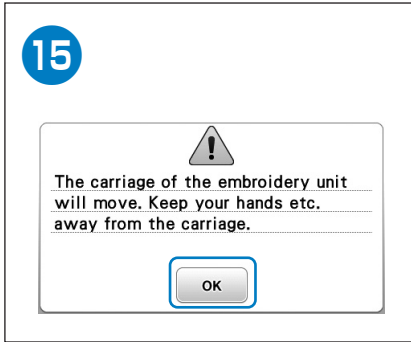 15
The carriage of the embroidery unit
will move. Keep your hands etc.
away from the carriage.
OK